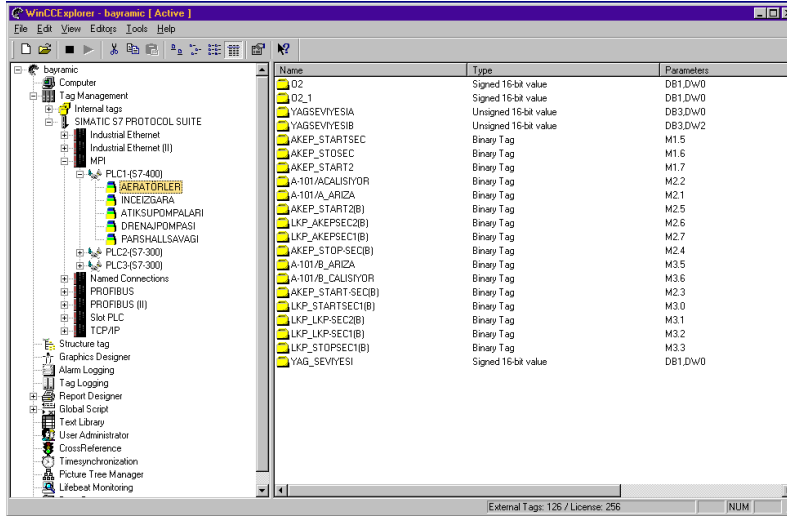 WinCCExplorer - bayramic [ Active ]
File Edit View Editors Tools Help
bayramic
Computer
Tag Management
Internal tags
SIMATIC S7 PROTOCOL SUITE
Industrial Ethernet
Industrial Ethernet (II)
MPI
PLC1-(S7-400)
AERATÖRLER
INCEIZGARA
ATIKSUPOMPALARI
DRENAJPOMPASI
PARSHALLSAVAGI
PLC2-(S7-300)
PLC3-(S7-300)
Named Connections
PROFIBUS
PROFIBUS (II)
Slot PLC
TCP/IP
Structure tag
Graphics Designer
Alarm Logging
Tag Logging
Report Designer
Global Script
Text Library
User Administrator
CrossReference
Timesynchronization
Picture Tree Manager
Lifebeat Monitoring
Name Type Parameters
O2 Signed 16-bit value DB1,DW0
O2_1 Signed 16-bit value DB1,DW0
YAGSEVIYESIA Unsigned 16-bit value DB3,DW0
YAGSEVIYESIB Unsigned 16-bit value DB3,DW2
AKEP_STARTSEC Binary Tag M1.5
AKEP_STOSEC Binary Tag M1.6
AKEP_START2 Binary Tag M1.7
A-101/ACALISIYOR Binary Tag M2.2
A-101/A_ARIZA Binary Tag M2.1
AKEP_START2(B) Binary Tag M2.5
LKP_AKEPSEC2(B) Binary Tag M2.6
LKP_AKEPSEC1(B) Binary Tag M2.7
AKEP_STOP-SEC(B) Binary Tag M2.4
A-101/B_ARIZA Binary Tag M3.5
A-101/B_CALISIYOR Binary Tag M3.6
AKEP_START-SEC(B) Binary Tag M2.3
LKP_STARTSEC1(B) Binary Tag M3.0
LKP_LKP-SEC2(B) Binary Tag M3.1
LKP_LKP-SEC1(B) Binary Tag M3.2
LKP_STOPSEC1(B) Binary Tag M3.3
YAG_SEVIYESI Signed 16-bit value DB1,DW0
External Tags: 126 / License: 256 NUM